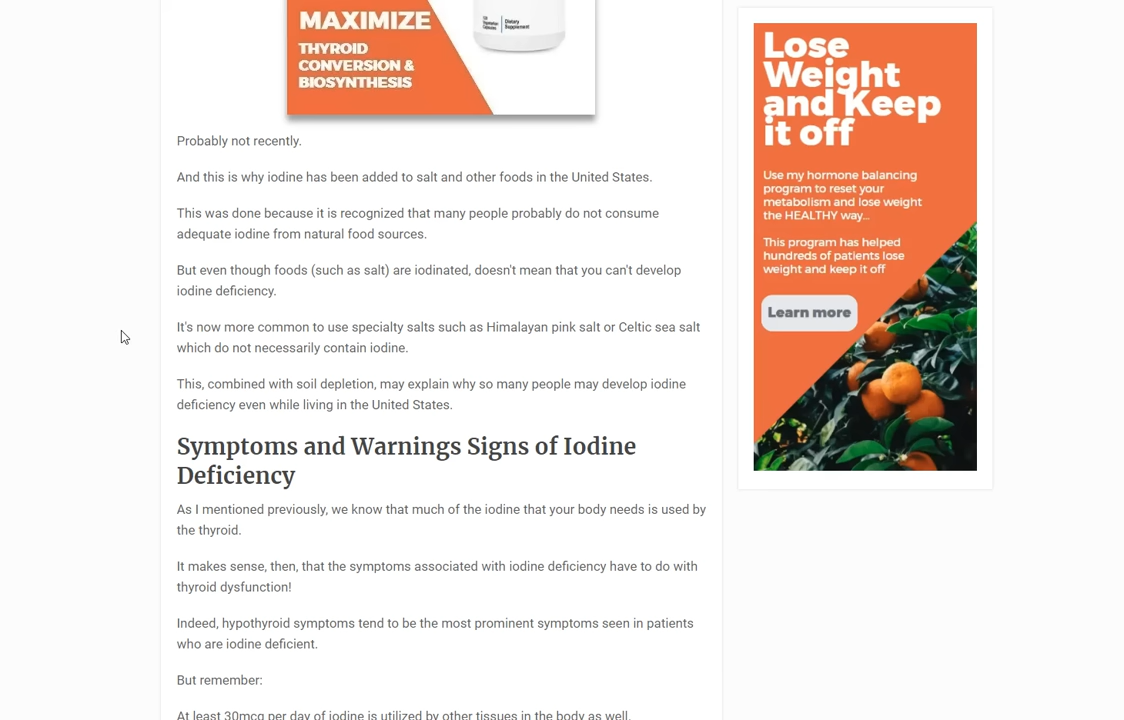 MAXIMIZE
THYROID
CONVERSION &
BIOSYNTHESIS
120
Vegetable
Capsules
Dietary
Supplement
Probably not recently.
And this is why iodine has been added to salt and other foods in the United States.
This was done because it is recognized that many people probably do not consume
adequate iodine from natural food sources.
But even though foods (such as salt) are iodinated, doesn't mean that you can't develop
iodine deficiency.
It's now more common to use specialty salts such as Himalayan pink salt or Celtic sea salt
which do not necessarily contain iodine.
This, combined with soil depletion, may explain why so many people may develop iodine
deficiency even while living in the United States.
Symptoms and Warnings Signs of Iodine
Deficiency
As I mentioned previously, we know that much of the iodine that your body needs is used by
the thyroid.
It makes sense, then, that the symptoms associated with iodine deficiency have to do with
thyroid dysfunction!
Indeed, hypothyroid symptoms tend to be the most prominent symptoms seen in patients
who are iodine deficient.
But remember:
At least 30mcg per day of iodine is utilized by other tissues in the body as well.
Lose
Weight
and Keep
it off
Use my hormone balancing
program to reset your
metabolism and lose weight
the HEALTHY way...
This program has helped
hundreds of patients lose
weight and keep it off
Learn more